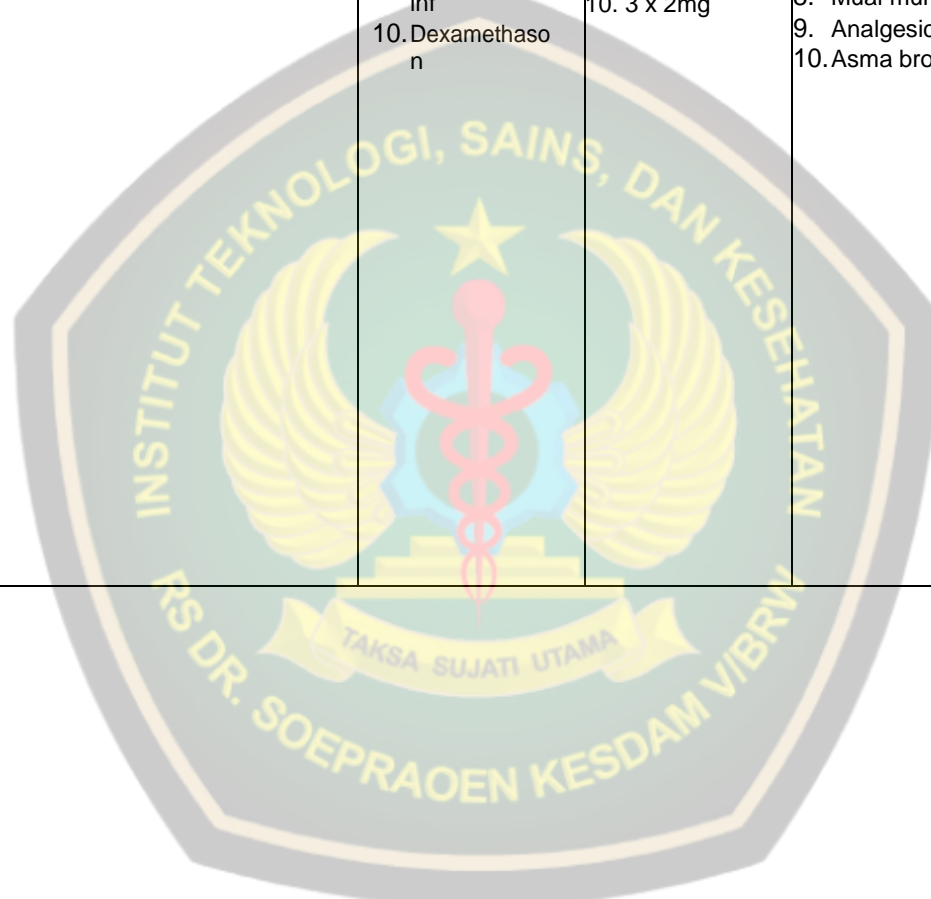 inf
10. Dexamethaso
n
10. 3 x 2mg
9. Analgesic
10. Asma bro
INSTITUT TEKNOLOGI, SAINS, DAN KESEHATAN
TAKSA SUJATI UTAMA
RS DR. SOEPRAOEN KESDAM V/BRW